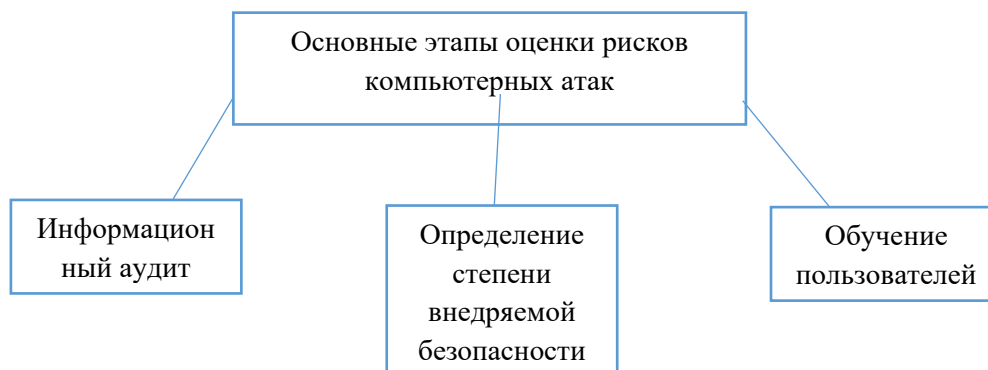 Основные этапы оценки рисков
компьютерных атак
Информацион
ный аудит
Определение
степени
внедряемой
безопасности
Обучение
пользователей